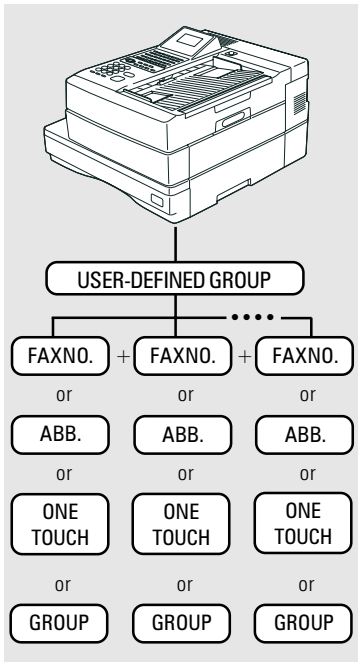 USER-DEFINED GROUP
FAXNO. + FAXNO. + FAXNO.
or or or
ABB. ABB. ABB.
or or or
ONE TOUCH ONE TOUCH ONE TOUCH
or or or
GROUP GROUP GROUP